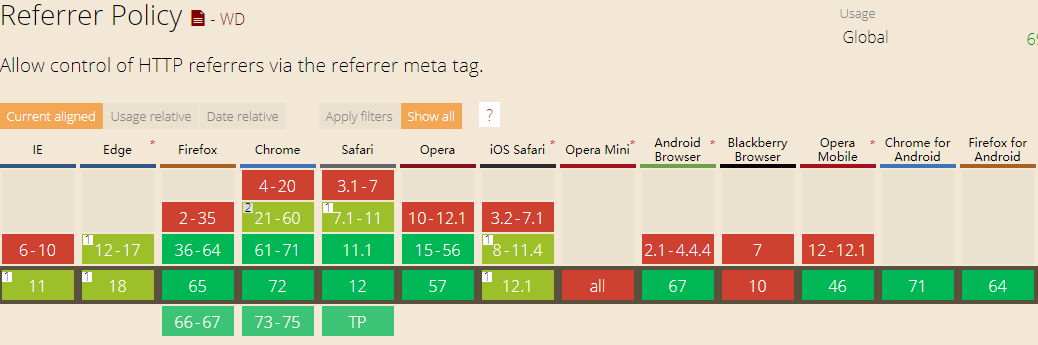 Referrer Policy - WD
Usage
Global 69
Allow control of HTTP referrers via the referrer meta tag.
Current aligned Usage relative Date relative Apply filters Show all ?
IE Edge * Firefox Chrome Safari Opera iOS Safari * Opera Mini * Android Browser * Blackberry Browser Opera Mobile * Chrome for Android Firefox for Android
4-20 3.1-7
2-35 2 21-60 1 7.1-11 10-12.1 3.2-7.1
6-10 1 12-17 36-64 61-71 11.1 15-56 1 8-11.4 2.1-4.4.4 7 12-12.1
1 11 1 18 65 72 12 57 1 12.1 all 67 10 46 71 64
66-67 73-75 TP